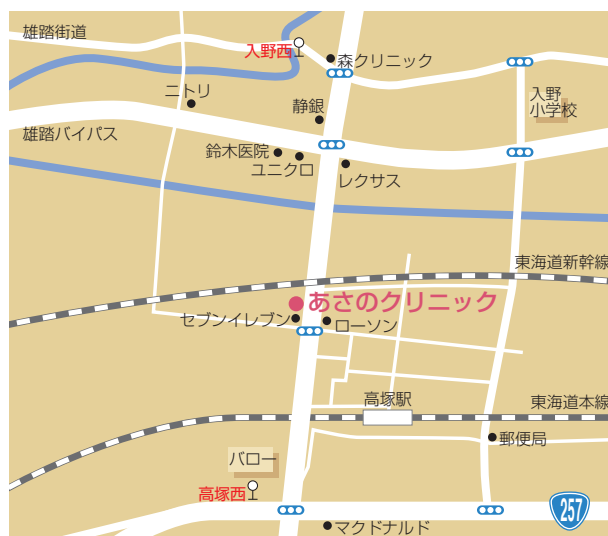 雄踏街道
入野西
森クリニック
ニトリ
入野
小学校
静銀
雄踏バイパス
鈴木医院
ユニクロ
レクサス
東海道新幹線
あさのクリニック
セブンイレブン
ローソン
高塚駅
東海道本線
郵便局
バロー
高塚西
257
マクドナルド